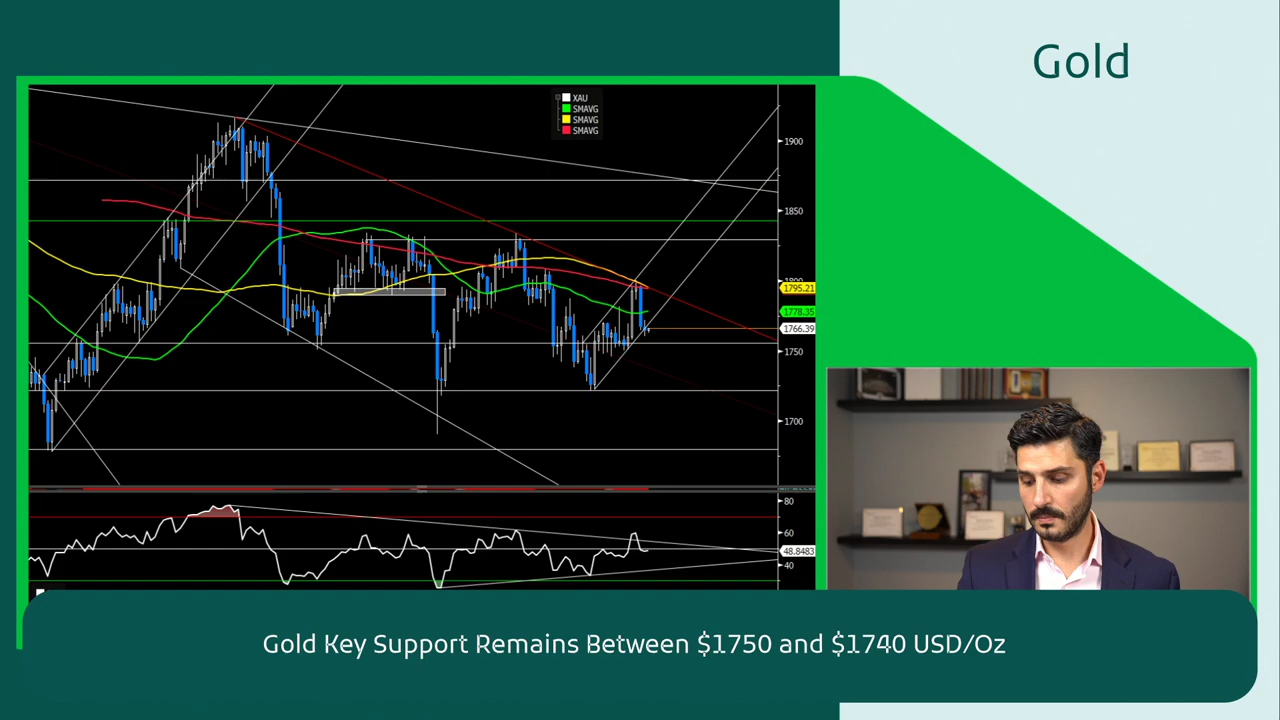 Gold
XAU
SMAVG
SMAVG
SMAVG
1900
1850
1800
1795.21
1778.35
1766.39
1750
1700
80
60
48.8483
40
Gold Key Support Remains Between $1750 and $1740 USD/Oz